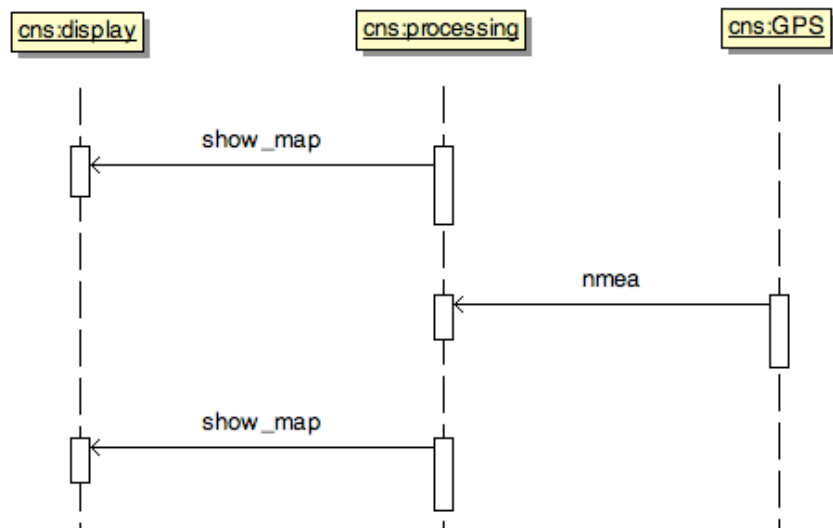 cns:display
cns:processing
cns:GPS
show_map
nmea
show_map